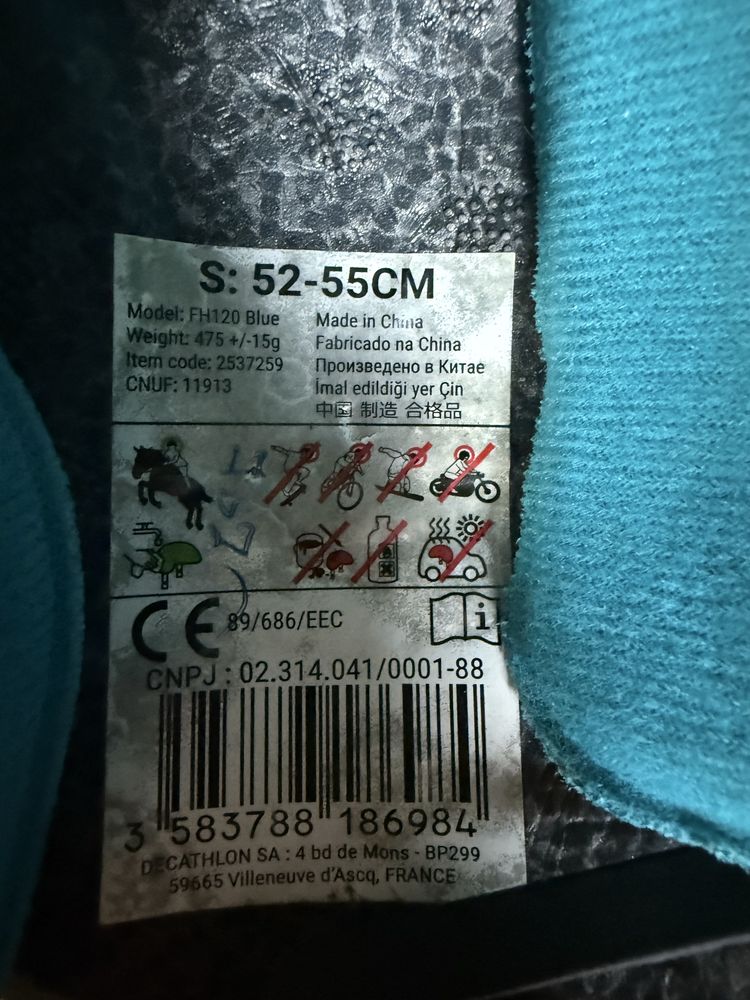 S: 52-55CM
Model: FH120 Blue
Weight: 475 +/-15g
Item code: 2537259
CNUF: 11913
Made in China
Fabricado na China
Произведено в Китае
İmal edildiği yer Çin
中国 制造 合格品
CE 89/686/EEC
i
CNPJ : 02.314.041/0001-88
3 583788 186984
DECATHLON SA : 4 bd de Mons - BP299
59665 Villeneuve d'Ascq, FRANCE